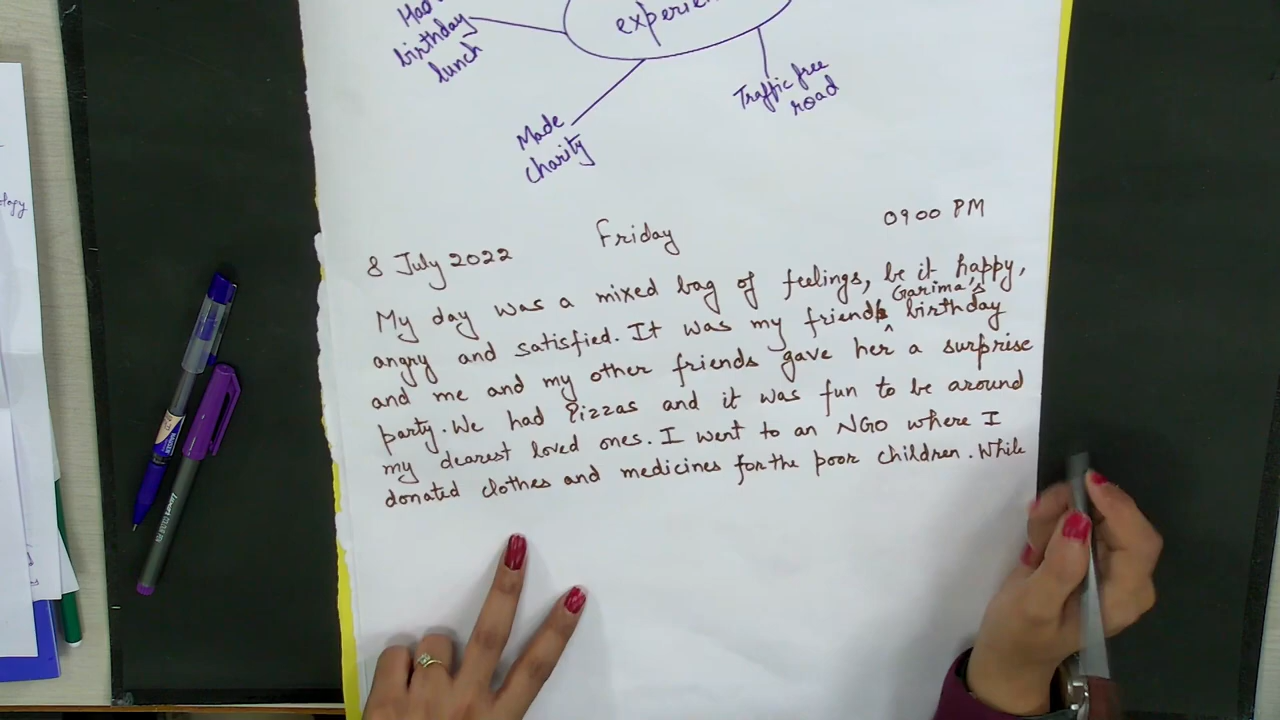 birthday
lunch
Made
charity
Traffic free
road
8 July 2022 Friday 0900 PM
My day was a mixed bag of feelings, be it happy,
angry and satisfied. It was my friend Garima's birthday
and me and my other friends gave her a surprise
party. We had Pizzas and it was fun to be around
my dearest loved ones. I went to an NGO where I
donated clothes and medicines for the poor children. While